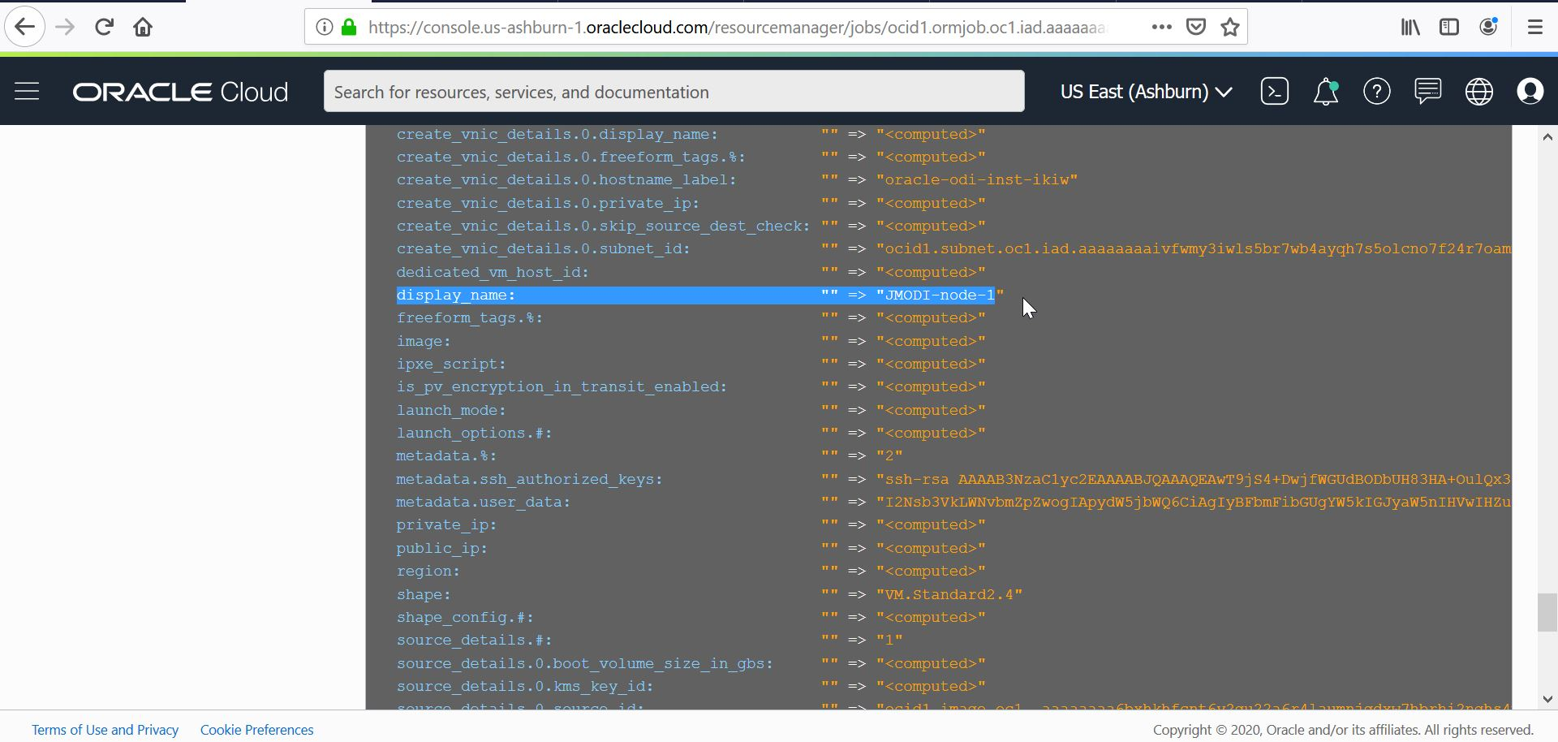 https://console.us-ashburn-1.oraclecloud.com/resourcemanager/jobs/ocid1.ormjob.oc1.iad.aaaaaaa
ORACLE Cloud
Search for resources, services, and documentation
US East (Ashburn)
create_vnic_details.0.display_name: "" => "<computed>"
create_vnic_details.0.freeform_tags.%: "" => "<computed>"
create_vnic_details.0.hostname_label: "" => "oracle-odi-inst-ikiw"
create_vnic_details.0.private_ip: "" => "<computed>"
create_vnic_details.0.skip_source_dest_check: "" => "<computed>"
create_vnic_details.0.subnet_id: "" => "ocid1.subnet.oc1.iad.aaaaaaaaivfwmy3iwls5br7wb4ayqh7s5olcno7f24r7oam
dedicated_vm_host_id: "" => "<computed>"
display_name: "" => "JMODI-node-1"
freeform_tags.%: "" => "<computed>"
image: "" => "<computed>"
ipxe_script: "" => "<computed>"
is_pv_encryption_in_transit_enabled: "" => "<computed>"
launch_mode: "" => "<computed>"
launch_options.#: "" => "<computed>"
metadata.%: "" => "2"
metadata.ssh_authorized_keys: "" => "ssh-rsa AAAAB3NzaC1yc2EAAAABJQAAAQEAwT9jS4+DwjfWGUdBODbUH83HA+OulQx3
metadata.user_data: "" => "I2Nsb3VkLWNvbmZpZwogIApydW5jbWQ6CiAgIyBFbmFibGUgYW5kIGJyaW5nIHVwIHZu
private_ip: "" => "<computed>"
public_ip: "" => "<computed>"
region: "" => "<computed>"
shape: "" => "VM.Standard2.4"
shape_config.#: "" => "<computed>"
source_details.#: "" => "1"
source_details.0.boot_volume_size_in_gbs: "" => "<computed>"
source_details.0.kms_key_id: "" => "<computed>"
source_details.0.source_id: "" =>
Terms of Use and Privacy Cookie Preferences Copyright © 2020, Oracle and/or its affiliates. All rights reserved.